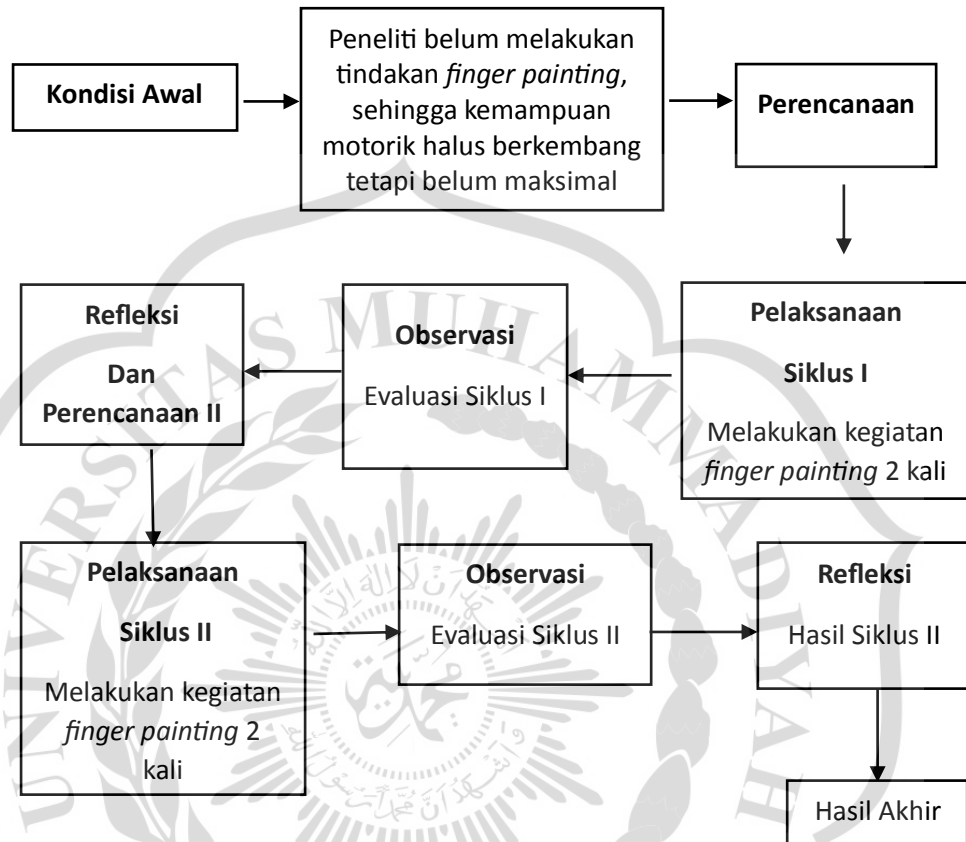 Kondisi Awal
Peneliti belum melakukan
tindakan finger painting,
sehingga kemampuan
motorik halus berkembang
tetapi belum maksimal
Perencanaan
Pelaksanaan
Siklus I
Melakukan kegiatan
finger painting 2 kali
Observasi
Evaluasi Siklus I
Refleksi
Dan
Perencanaan II
Pelaksanaan
Siklus II
Melakukan kegiatan
finger painting 2
kali
Observasi
Evaluasi Siklus II
Refleksi
Hasil Siklus II
Hasil Akhir
UNIVERSITAS MUHAMMADIYAH